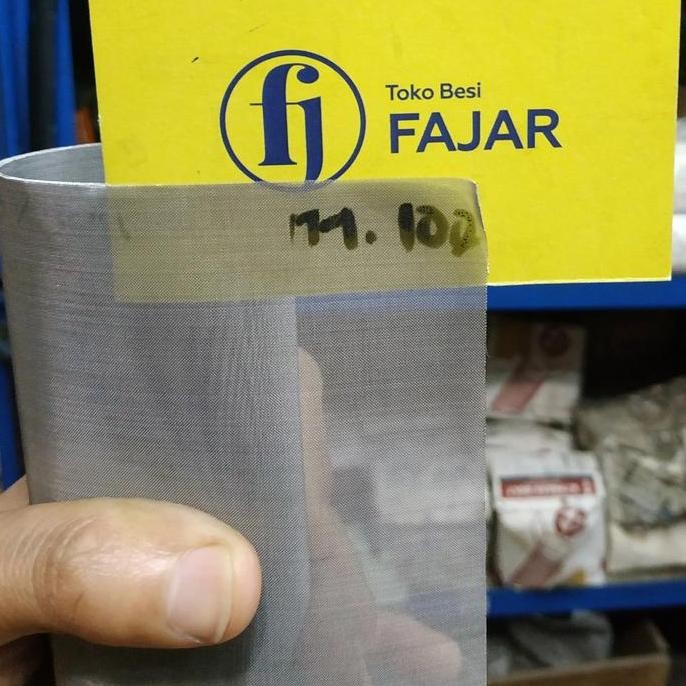 fj
Toko Besi
FAJAR
m. 100